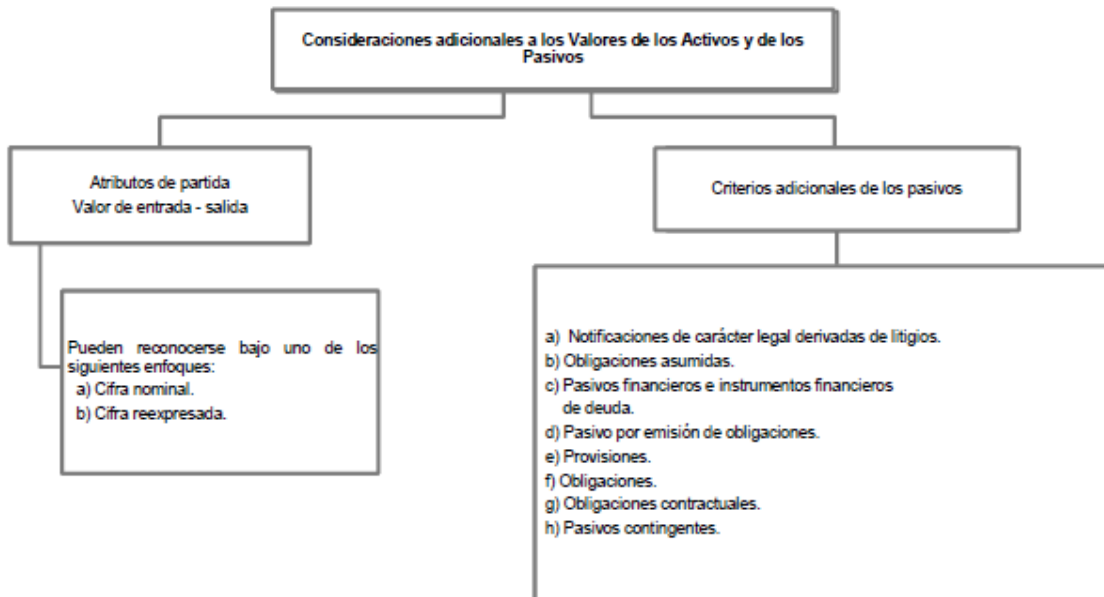 Consideraciones adicionales a los Valores de los Activos y de los
Pasivos
Atributos de partida
Valor de entrada - salida
Criterios adicionales de los pasivos
Pueden reconocerse bajo uno de los
siguientes enfoques:
a) Cifra nominal.
b) Cifra reexpresada.
a) Notificaciones de carácter legal derivadas de litigios.
b) Obligaciones asumidas.
c) Pasivos financieros e instrumentos financieros
de deuda.
d) Pasivo por emisión de obligaciones.
e) Provisiones.
f) Obligaciones.
g) Obligaciones contractuales.
h) Pasivos contingentes.